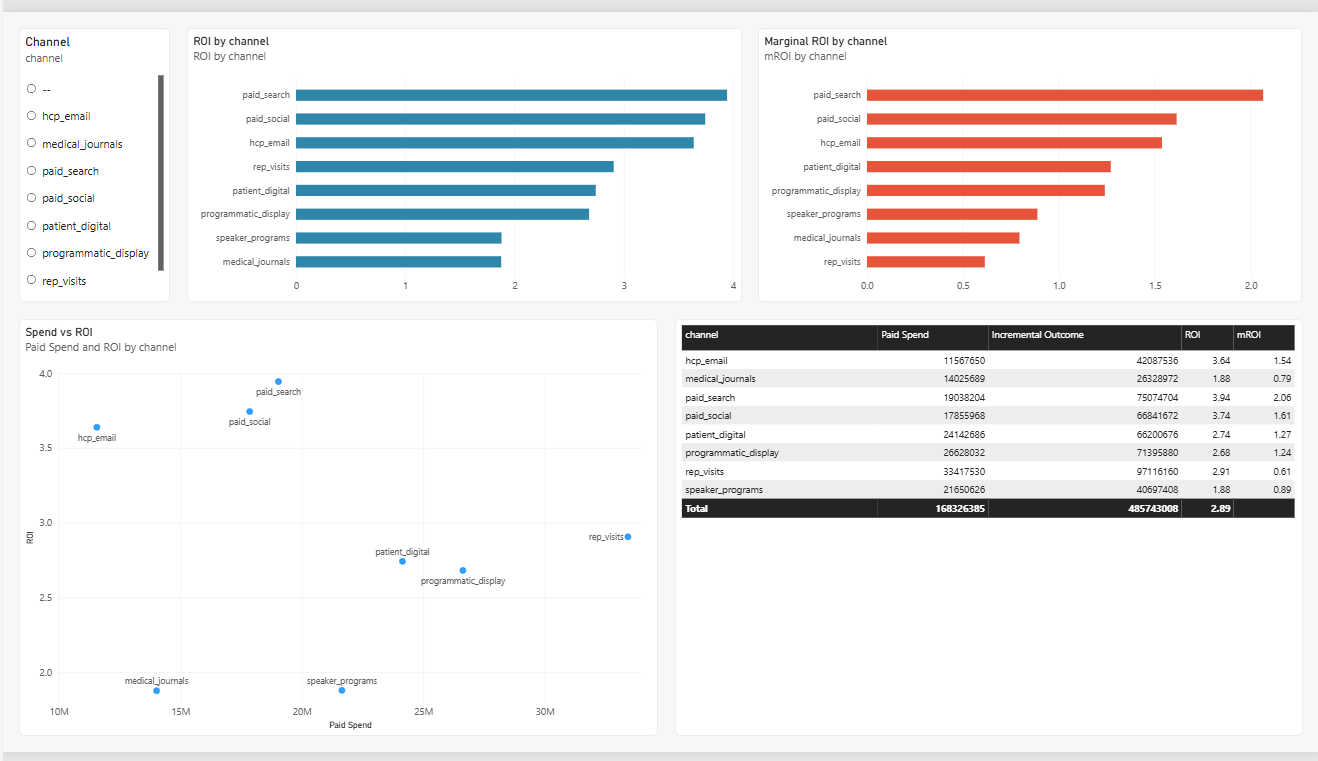 Channel
channel
--
hcp_email
medical_journals
paid_search
paid_social
patient_digital
programmatic_display
rep_visits
ROI by channel
ROI by channel
paid_search
paid_social
hcp_email
rep_visits
patient_digital
programmatic_display
speaker_programs
medical_journals
0 1 2 3 4
Marginal ROI by channel
mROI by channel
paid_search
paid_social
hcp_email
patient_digital
programmatic_display
speaker_programs
medical_journals
rep_visits
0.0 0.5 1.0 1.5 2.0
Spend vs ROI
Paid Spend and ROI by channel
4.0
paid_search
paid_social
hcp_email
3.5
3.0
ROI
rep_visits
patient_digital
programmatic_display
2.5
2.0
medical_journals
speaker_programs
10M 15M 20M 25M 30M
Paid Spend
channel Paid Spend Incremental Outcome ROI mROI
hcp_email 11567650 42087536 3.64 1.54
medical_journals 14025689 26328972 1.88 0.79
paid_search 19038204 75074704 3.94 2.06
paid_social 17855968 66841672 3.74 1.61
patient_digital 24142686 66200676 2.74 1.27
programmatic_display 26628032 71395880 2.68 1.24
rep_visits 33417530 97116160 2.91 0.61
speaker_programs 21650626 40697408 1.88 0.89
Total 168326385 485743008 2.89